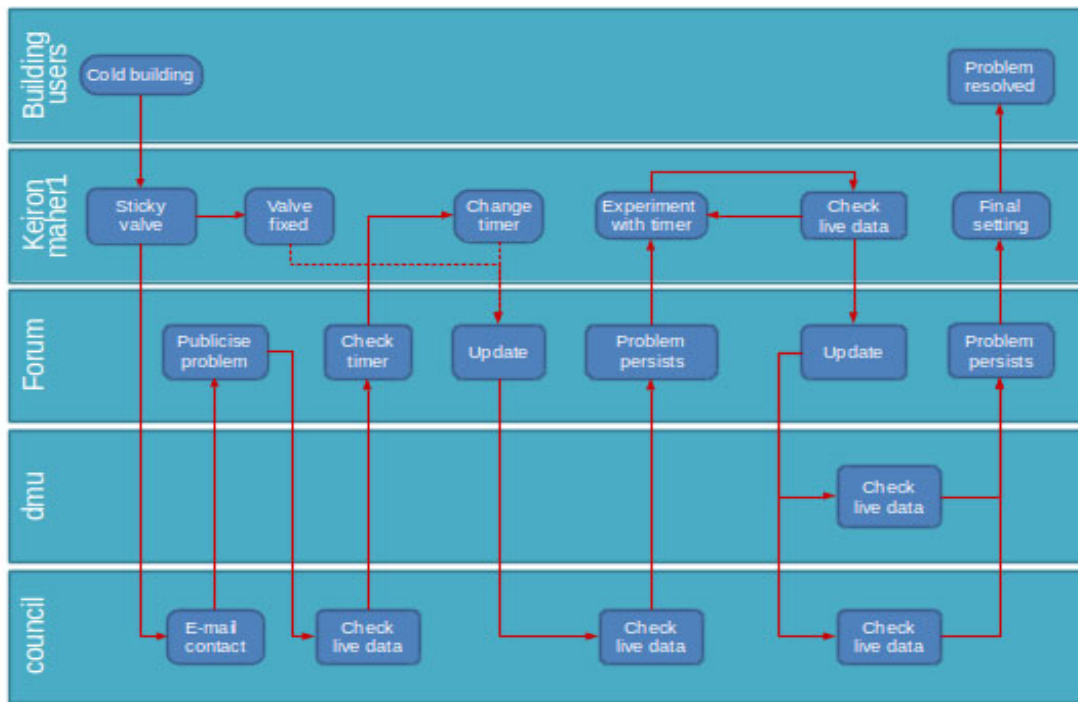 Building
users
Cold building
Problem
resolved
Keiron
maher1
Sticky
valve
Valve
fixed
Change
timer
Experiment
with timer
Check
live data
Final
setting
Forum
Publicise
problem
Check
timer
Update
Problem
persists
Update
Problem
persists
dmu
Check
live data
council
E-mail
contact
Check
live data
Check
live data
Check
live data